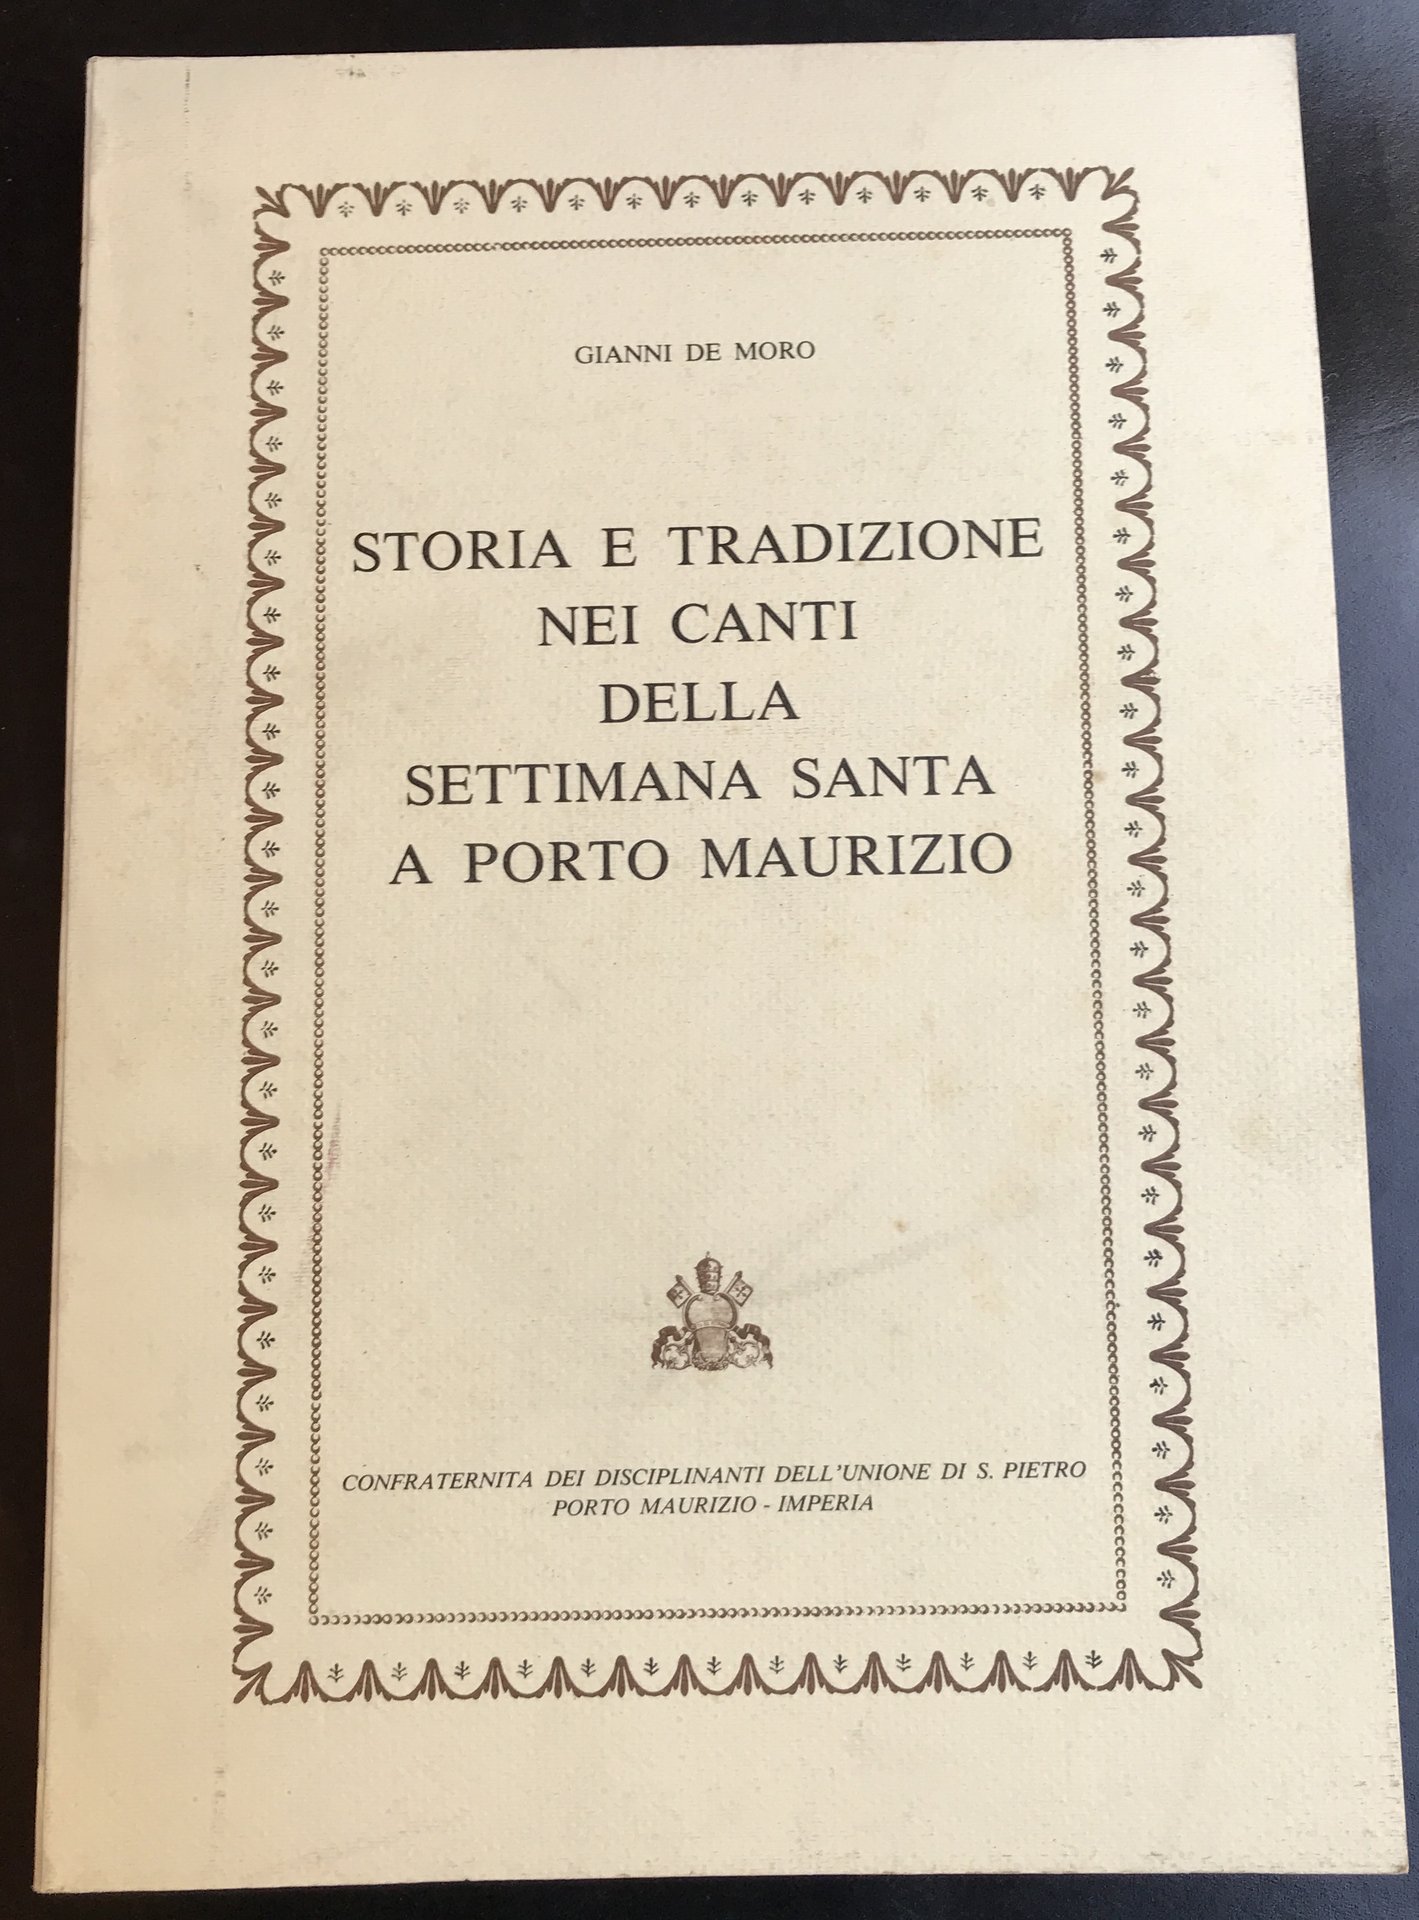 GIANNI DE MORO
STORIA E TRADIZIONE
NEI CANTI
DELLA
SETTIMANA SANTA
A PORTO MAURIZIO
CONFRATERNITA DEI DISCIPLINANTI DELL'UNIONE DI S. PIETRO
PORTO MAURIZIO - IMPERIA